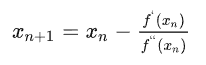 xₙ₊₁ = xₙ − f‘(xₙ) / f‘‘(xₙ)